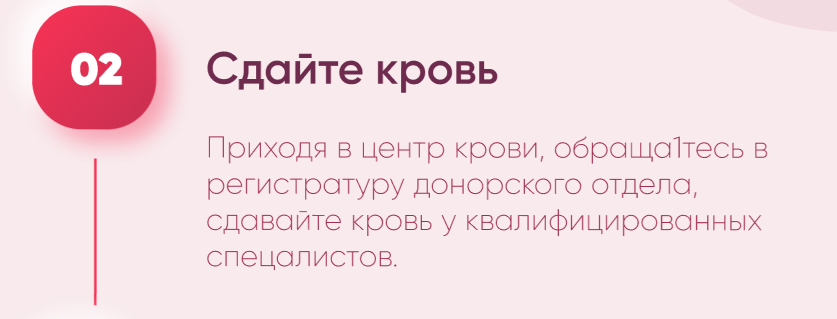 02
Сдайте кровь
Приходя в центр крови, обраща1тесь в
регистратуру донорского отдела,
сдавайте кровь у квалифицированных
спецалистов.